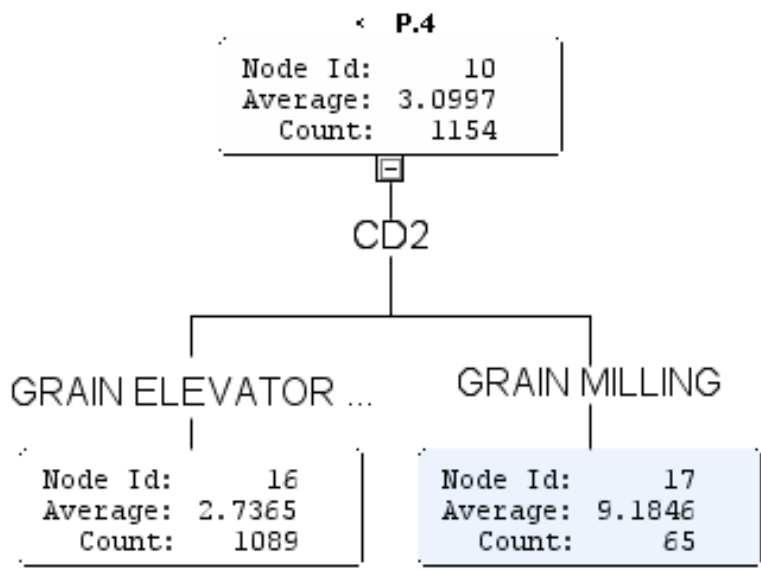 < P.4
Node Id: 10
Average: 3.0997
Count: 1154
CD2
GRAIN ELEVATOR ...
GRAIN MILLING
Node Id: 16
Average: 2.7365
Count: 1089
Node Id: 17
Average: 9.1846
Count: 65